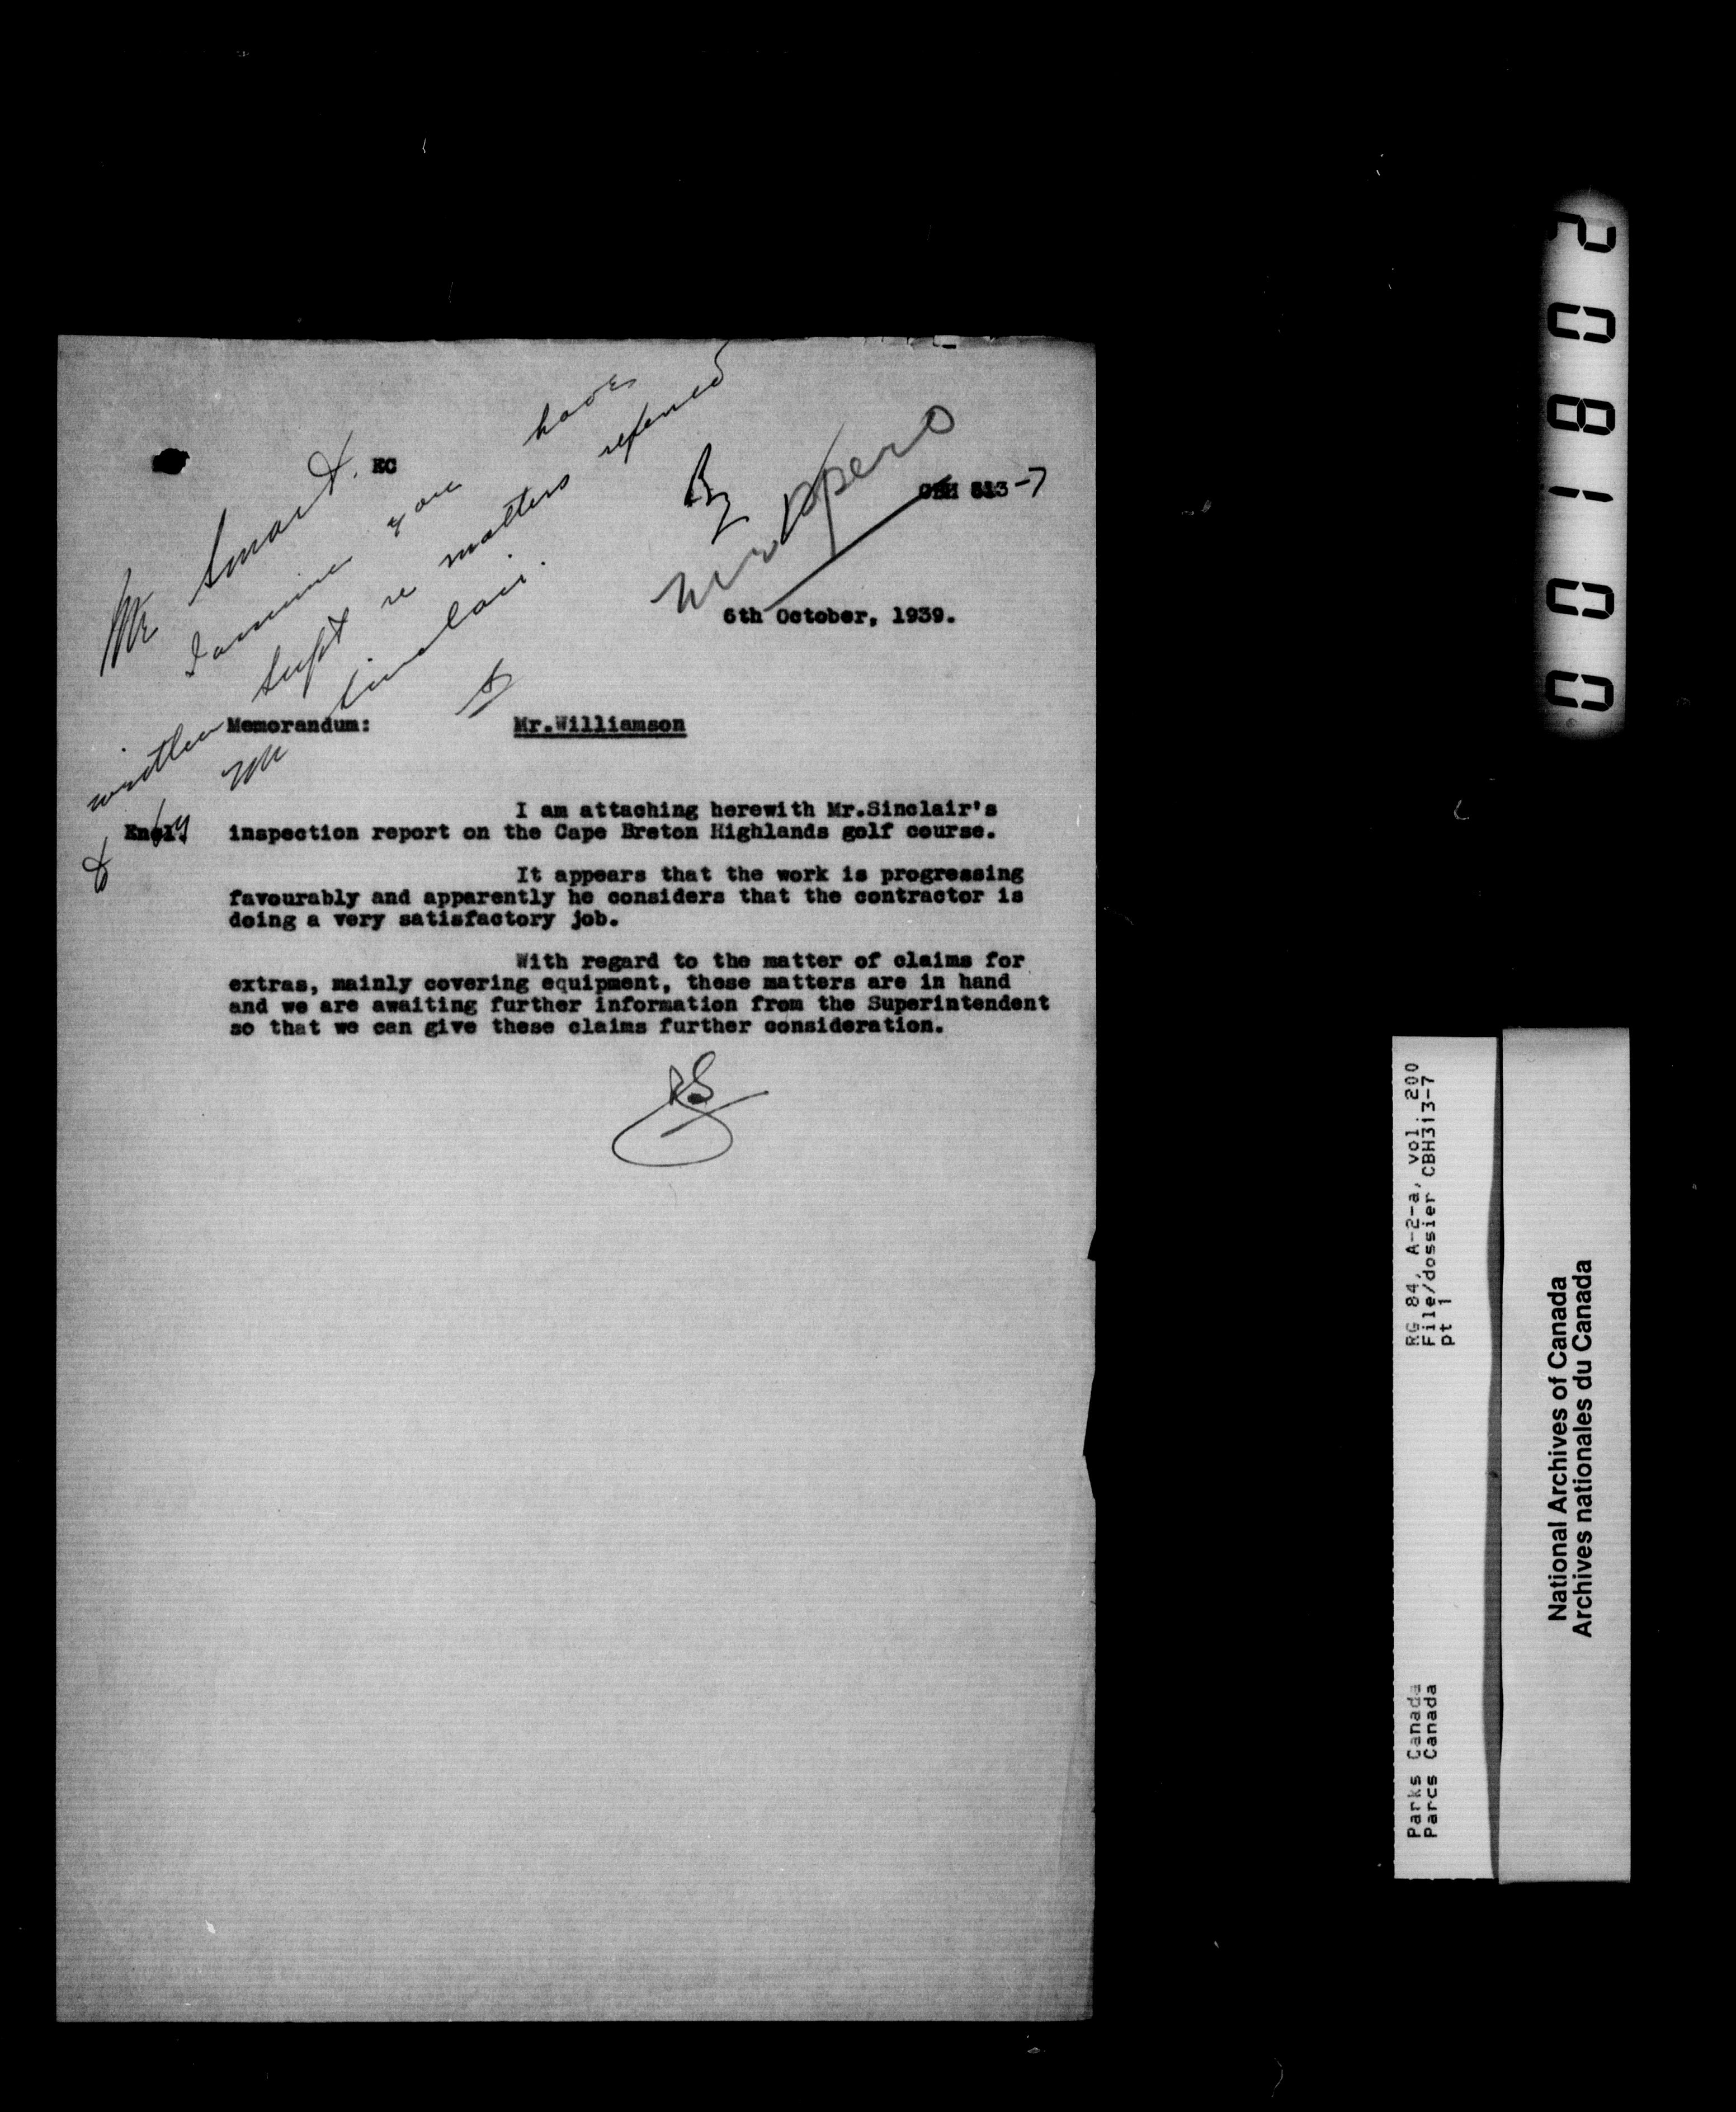 EC
CBH 313-7
6th October, 1939.
Mr Smart.
I assume you have
written Supt re matters referred
to by Mr Sinclair.
Memorandum:
Mr.Williamson
I am attaching herewith Mr.Sinclair's
Encl. inspection report on the Cape Breton Highlands golf course.
It appears that the work is progressing
favourably and apparently he considers that the contractor is
doing a very satisfactory job.
With regard to the matter of claims for
extras, mainly covering equipment, these matters are in hand
and we are awaiting further information from the Superintendent
so that we can give these claims further consideration.
001802
RG 84, A-2-a, vol. 200
File/dossier CBH313-7
pt 1
Parks Canada
Parcs Canada
National Archives of Canada
Archives nationales du Canada